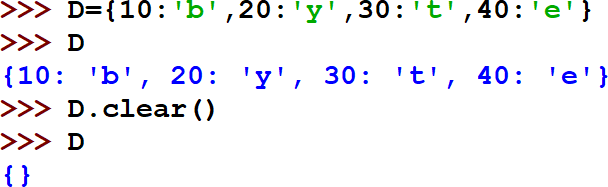 >>> D={10:'b',20:'y',30:'t',40:'e'}
>>> D
{10: 'b', 20: 'y', 30: 't', 40: 'e'}
>>> D.clear()
>>> D
{}